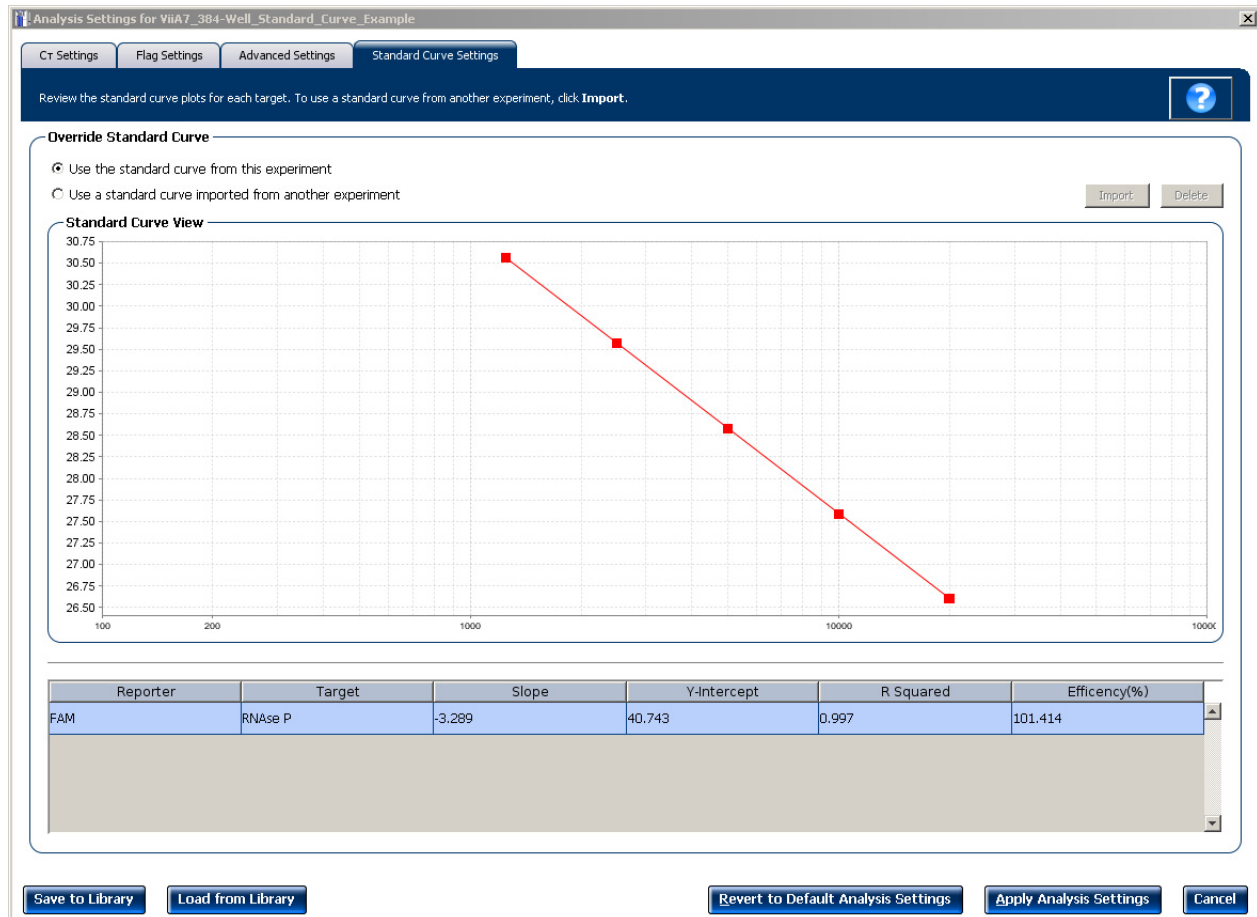 Analysis Settings for ViiA7_384-Well_Standard_Curve_Example
CT Settings
Flag Settings
Advanced Settings
Standard Curve Settings
Review the standard curve plots for each target. To use a standard curve from another experiment, click Import.
?
Override Standard Curve
Use the standard curve from this experiment
Use a standard curve imported from another experiment
Import
Delete
Standard Curve View
30.75
30.50
30.25
30.00
29.75
29.50
29.25
29.00
28.75
28.50
28.25
28.00
27.75
27.50
27.25
27.00
26.75
26.50
100 200 1000 10000 1000
Reporter Target Slope Y-Intercept R Squared Efficency(%)
FAM RNAse P -3.289 40.743 0.997 101.414
Save to Library
Load from Library
Revert to Default Analysis Settings
Apply Analysis Settings
Cancel